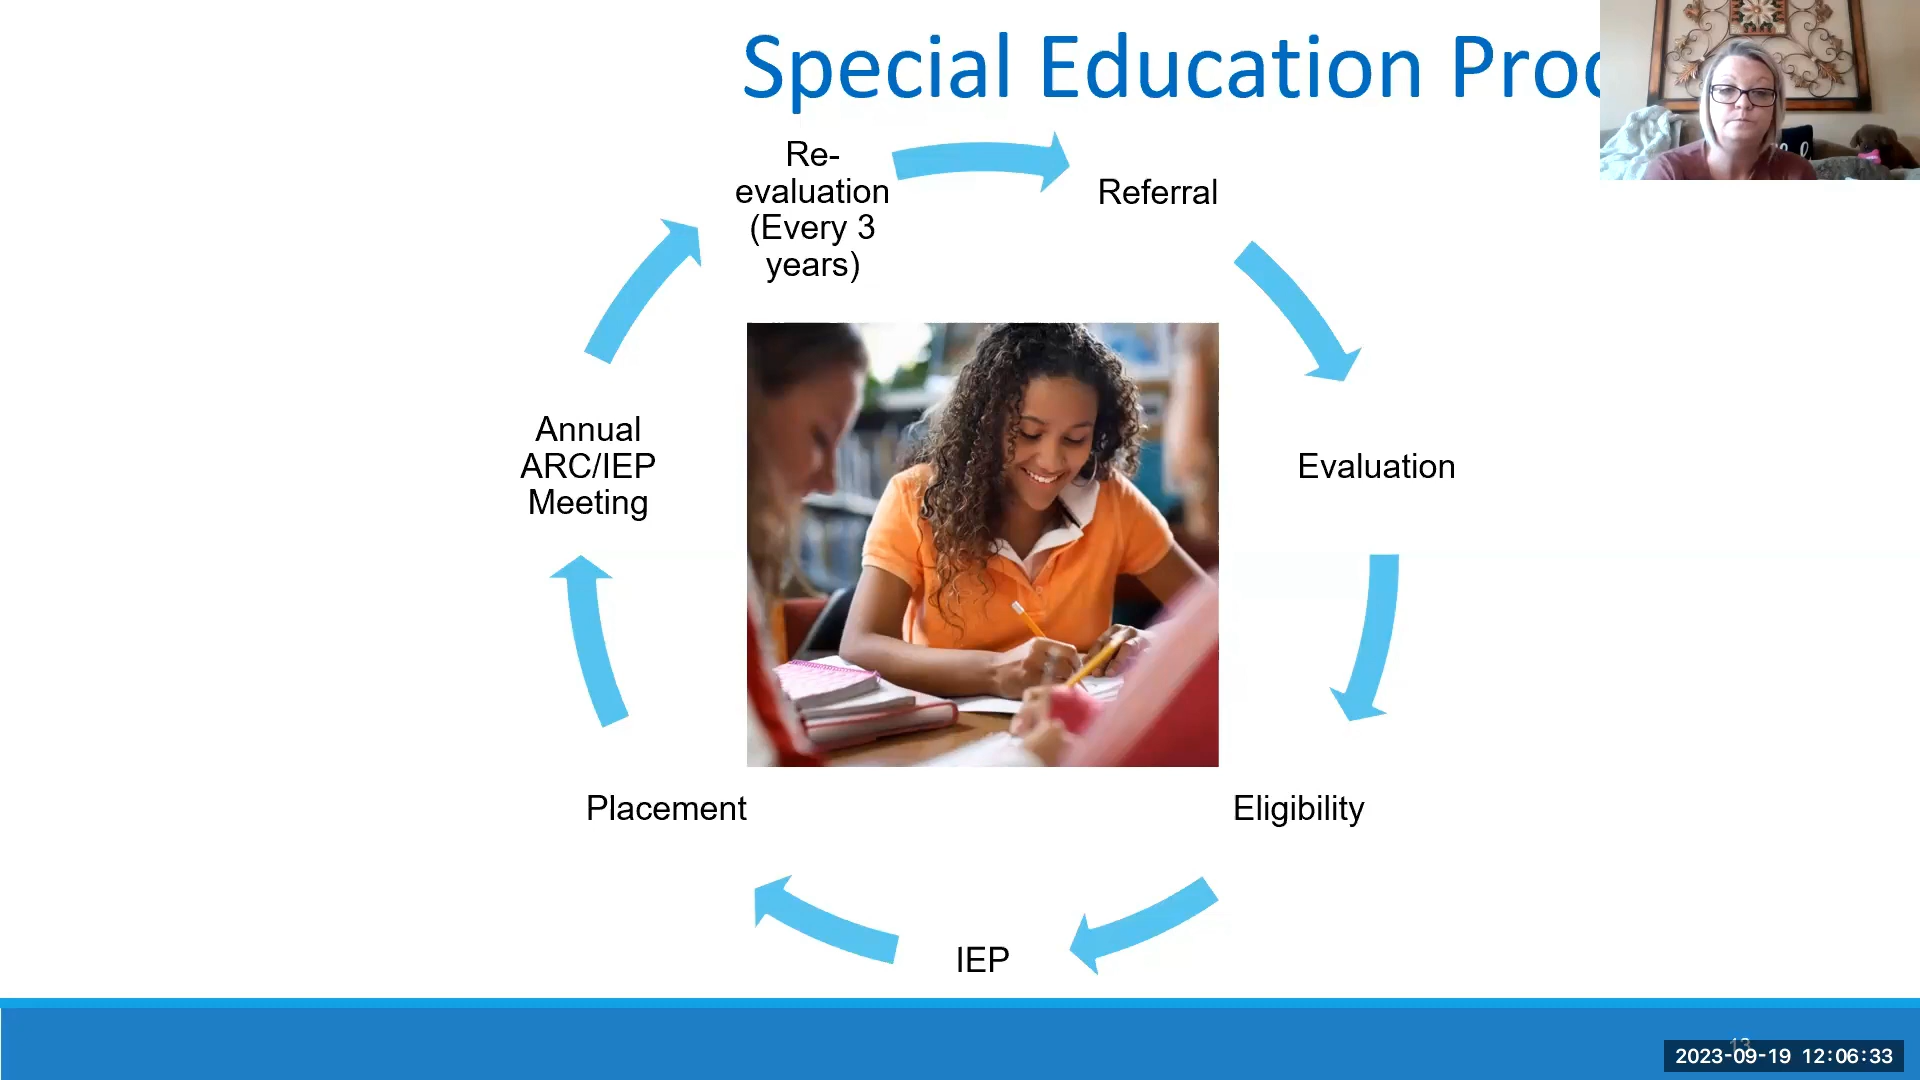 Special Education Proc
Re-
evaluation
(Every 3
years)
Referral
Annual
ARC/IEP
Meeting
Evaluation
Placement
Eligibility
IEP
13
2023-09-19 12:06:33